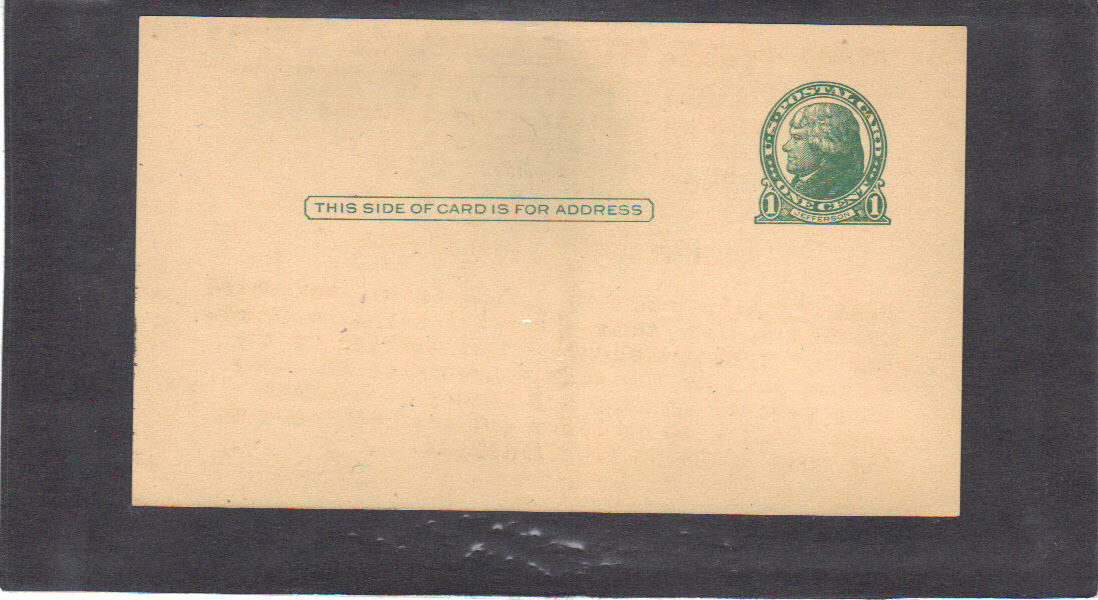 THIS SIDE OF CARD IS FOR ADDRESS
U.S. POSTAL CARD
ONE CENT
1 JEFFERSON 1